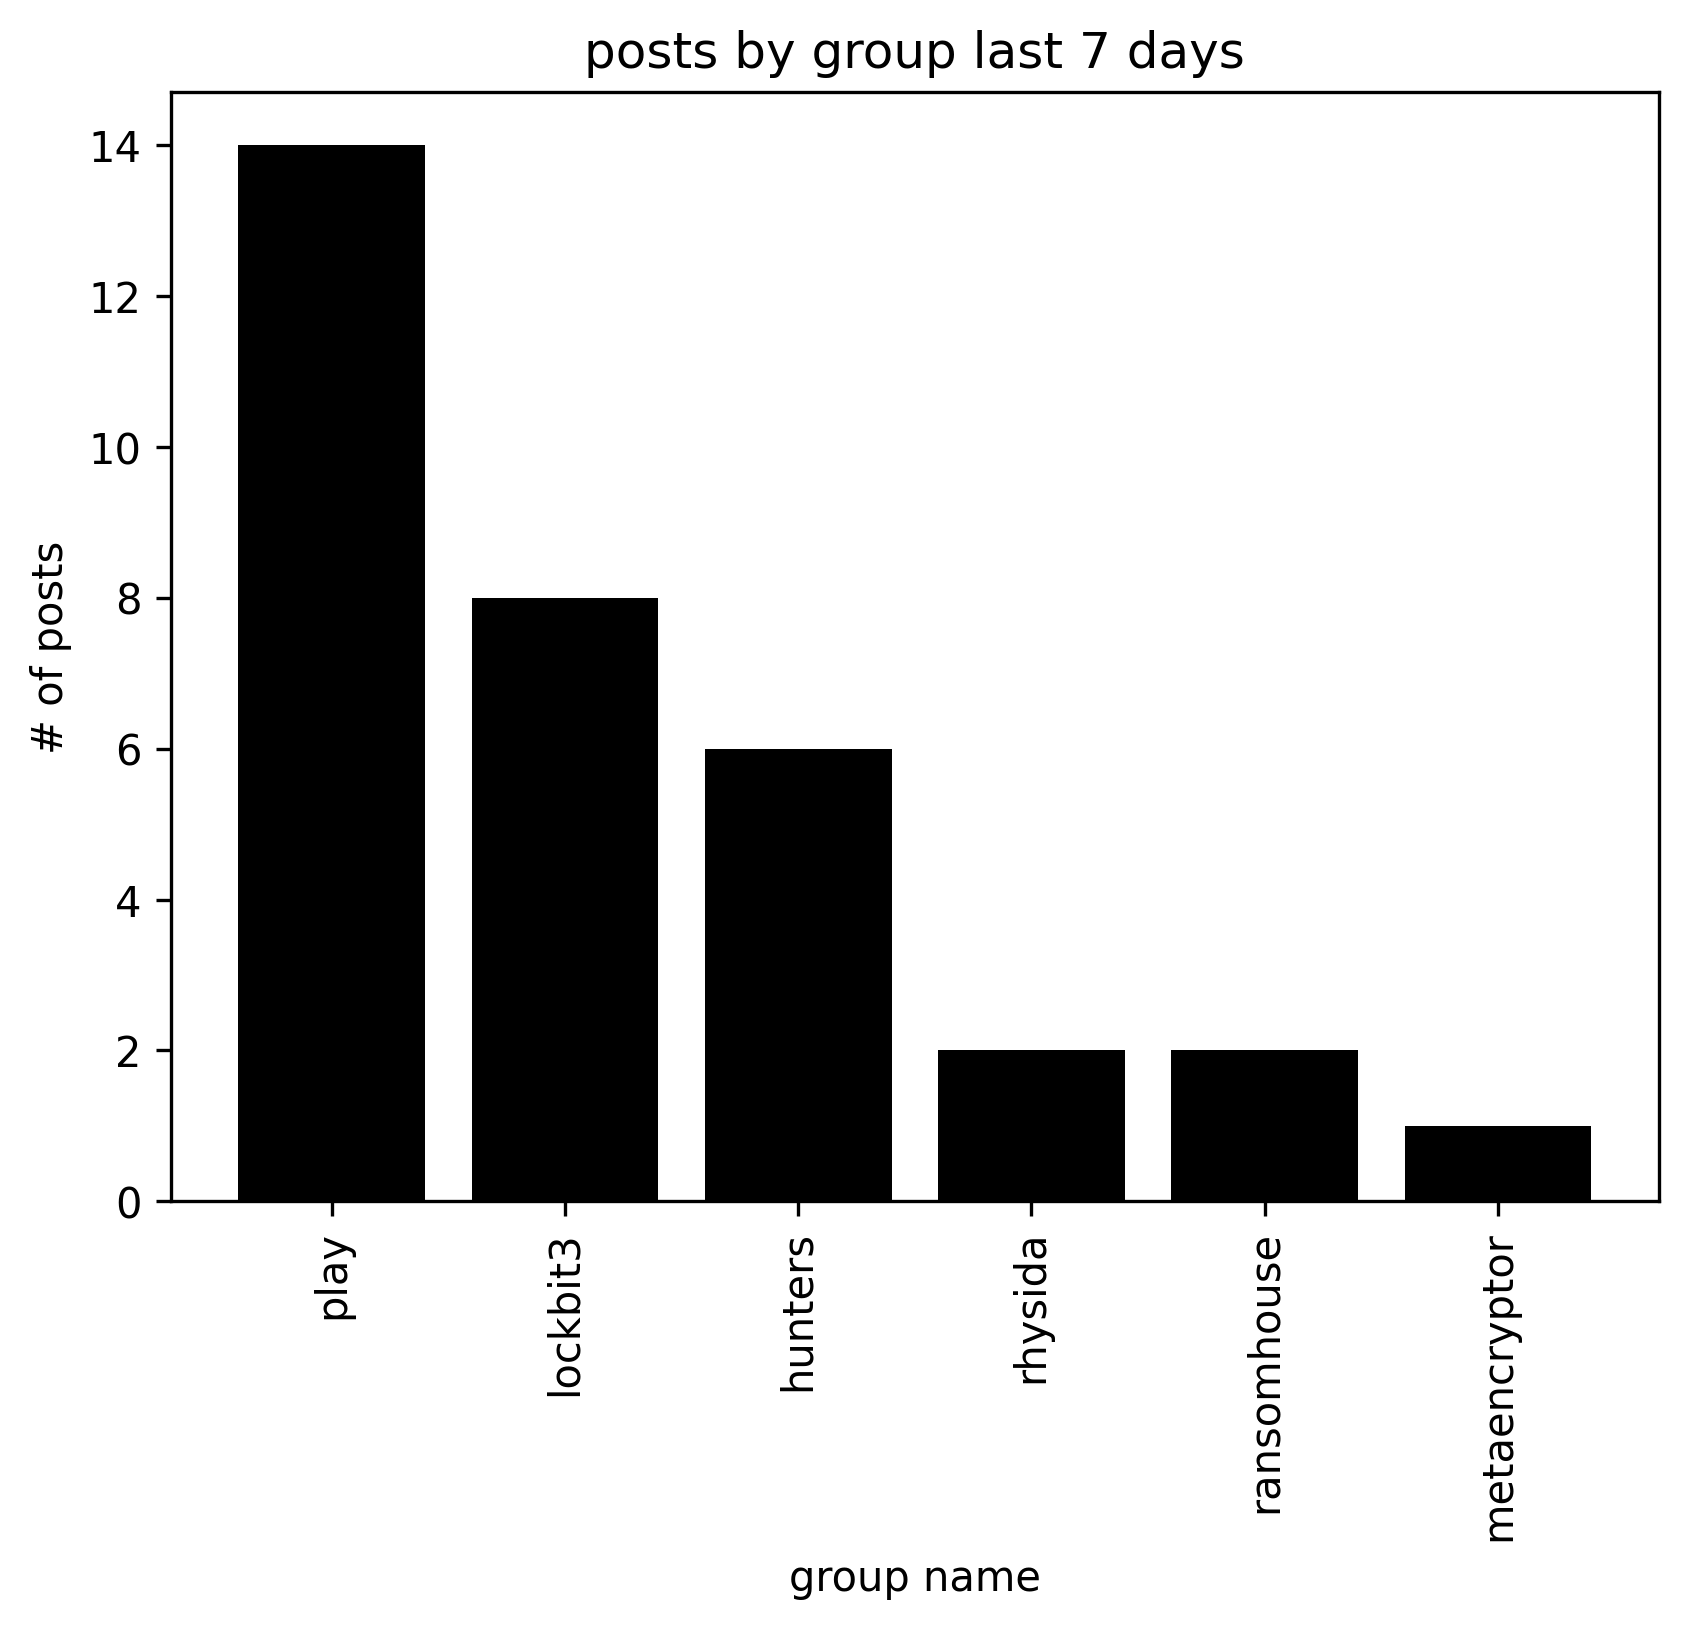 posts by group last 7 days
# of posts
14
12
10
8
6
4
2
0
play
lockbit3
hunters
rhysida
ransomhouse
metaencryptor
group name